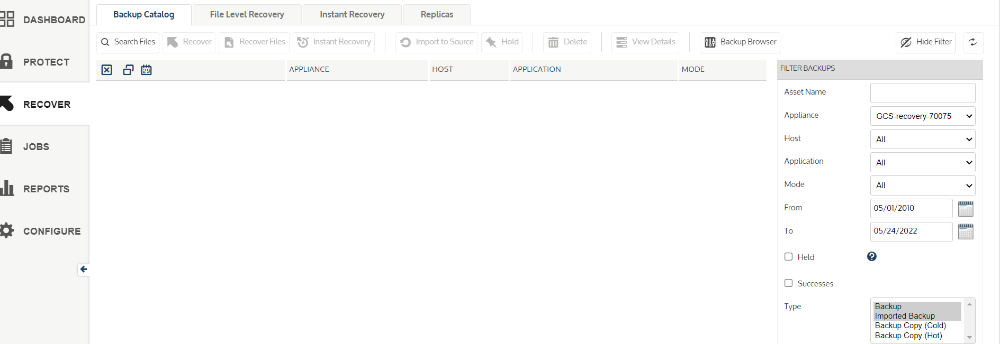 DASHBOARD
PROTECT
RECOVER
JOBS
REPORTS
CONFIGURE
Backup Catalog
File Level Recovery
Instant Recovery
Replicas
Search Files
Recover
Recover Files
Instant Recovery
Import to Source
Hold
Delete
View Details
Backup Browser
Hide Filter
29
APPLIANCE
HOST
APPLICATION
MODE
FILTER BACKUPS
Asset Name
Appliance
GCS-recovery-70075
Host
All
Application
All
Mode
All
From
05/01/2010
To
05/24/2022
Held
?
Successes
Type
Backup
Imported Backup
Backup Copy (Cold)
Backup Copy (Hot)